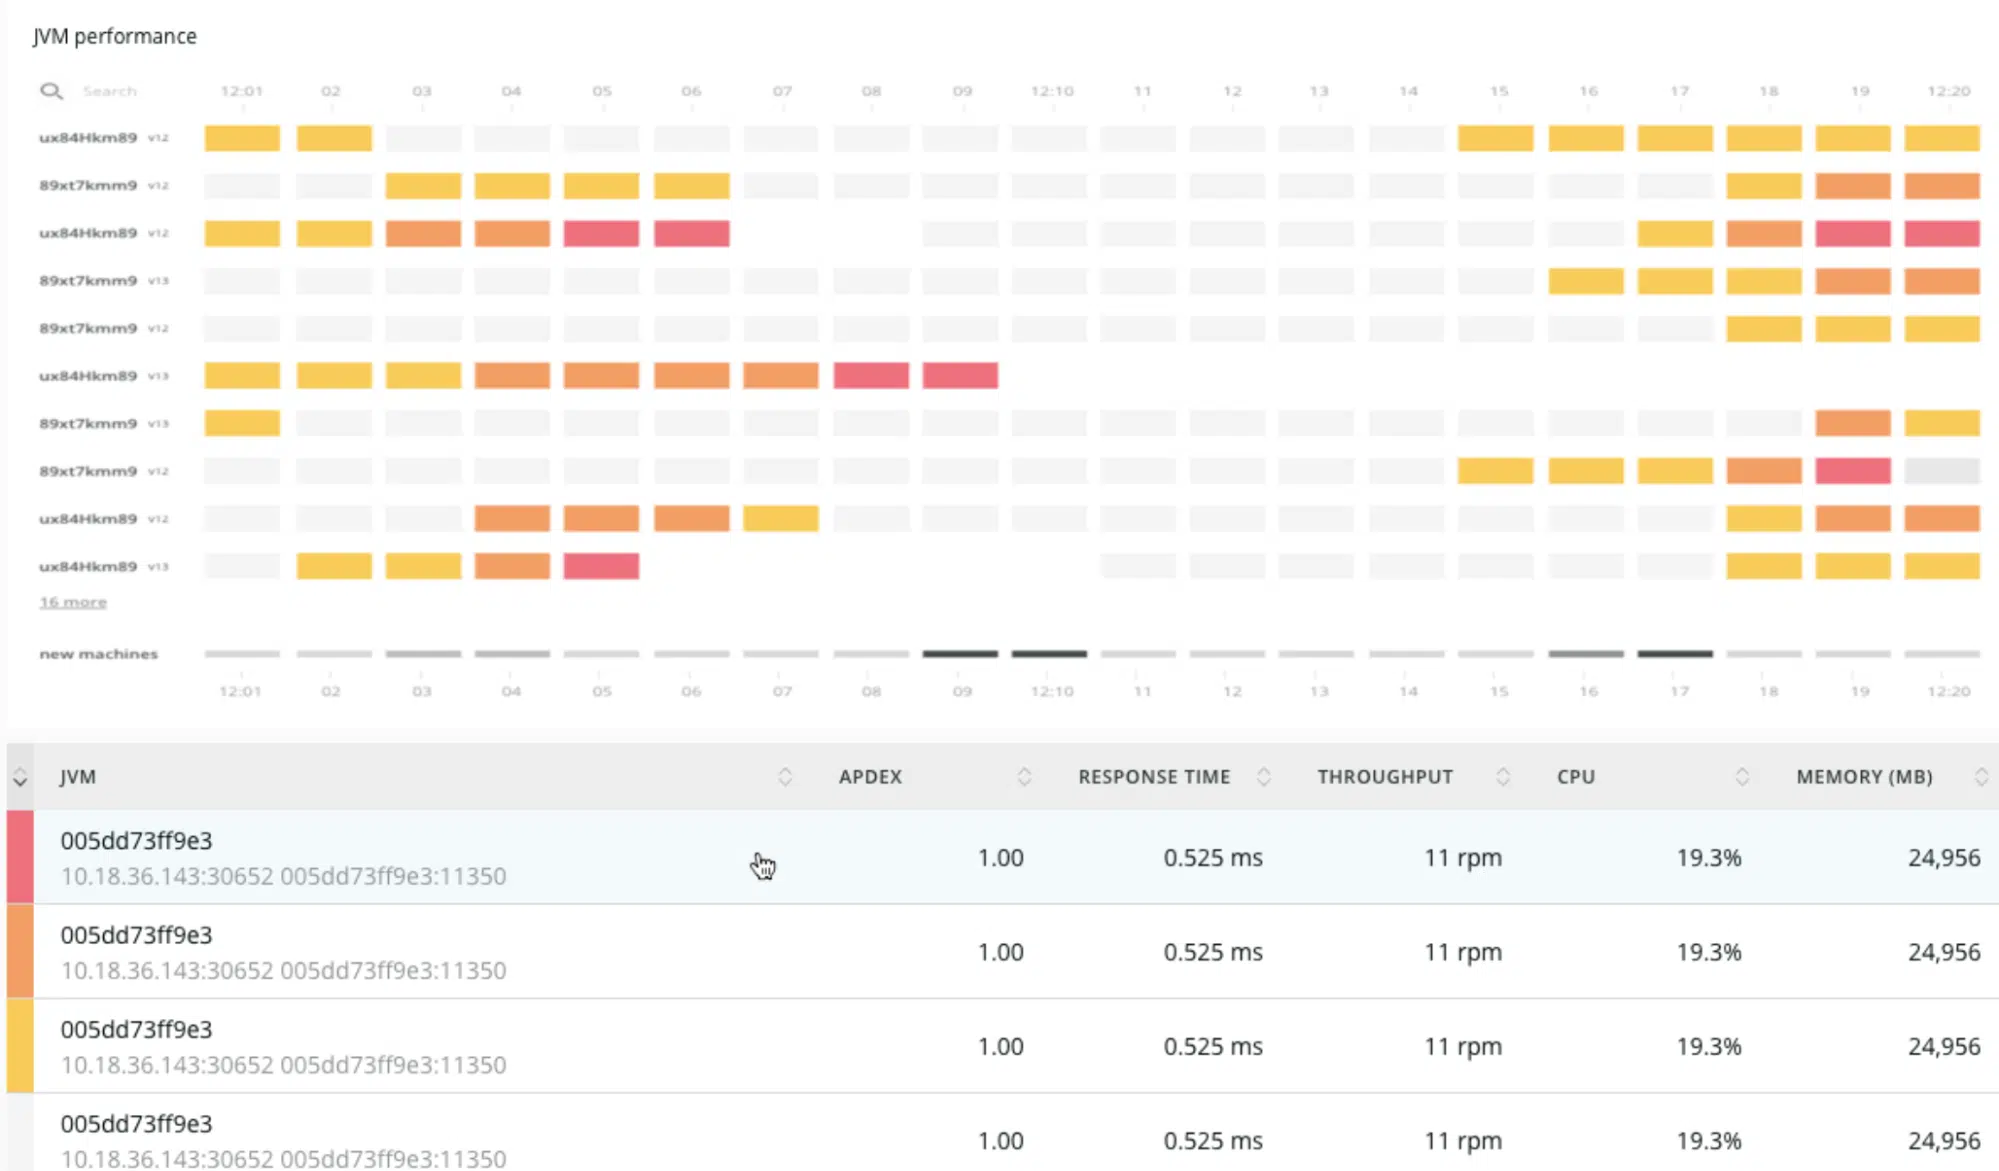 JVM performance
Search 12:01 02 03 04 05 06 07 08 09 12:10 11 12 13 14 15 16 17 18 19 12:20
ux84Hkm89 v12
89xt7kmm9 v12
ux84Hkm89 v12
89xt7kmm9 v13
89xt7kmm9 v12
ux84Hkm89 v13
89xt7kmm9 v13
89xt7kmm9 v12
ux84Hkm89 v12
ux84Hkm89 v13
16 more
new machines
12:01 02 03 04 05 06 07 08 09 12:10 11 12 13 14 15 16 17 18 19 12:20
JVM APDEX RESPONSE TIME THROUGHPUT CPU MEMORY (MB)
005dd73ff9e3
10.18.36.143:30652 005dd73ff9e3:11350
1.00 0.525 ms 11 rpm 19.3% 24,956
005dd73ff9e3
10.18.36.143:30652 005dd73ff9e3:11350
1.00 0.525 ms 11 rpm 19.3% 24,956
005dd73ff9e3
10.18.36.143:30652 005dd73ff9e3:11350
1.00 0.525 ms 11 rpm 19.3% 24,956
005dd73ff9e3
10.18.36.143:30652 005dd73ff9e3:11350
1.00 0.525 ms 11 rpm 19.3% 24,956